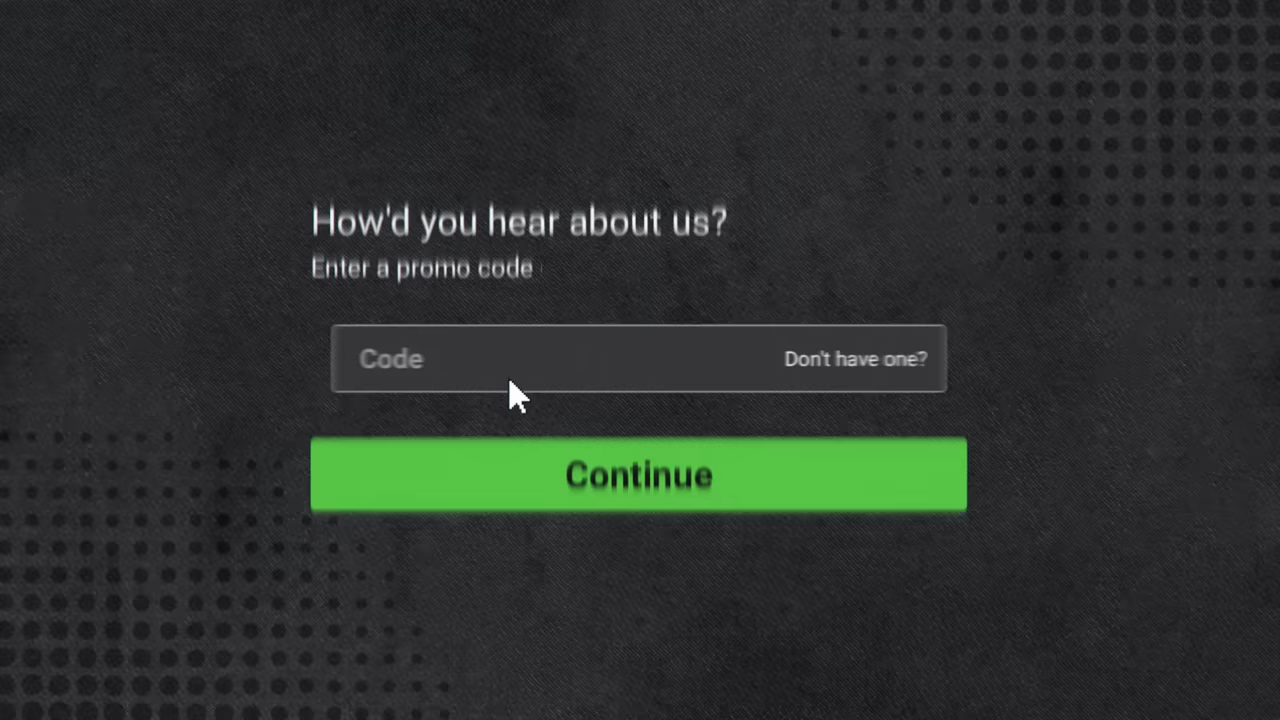 How'd you hear about us?
Enter a promo code
Code
Don't have one?
Continue